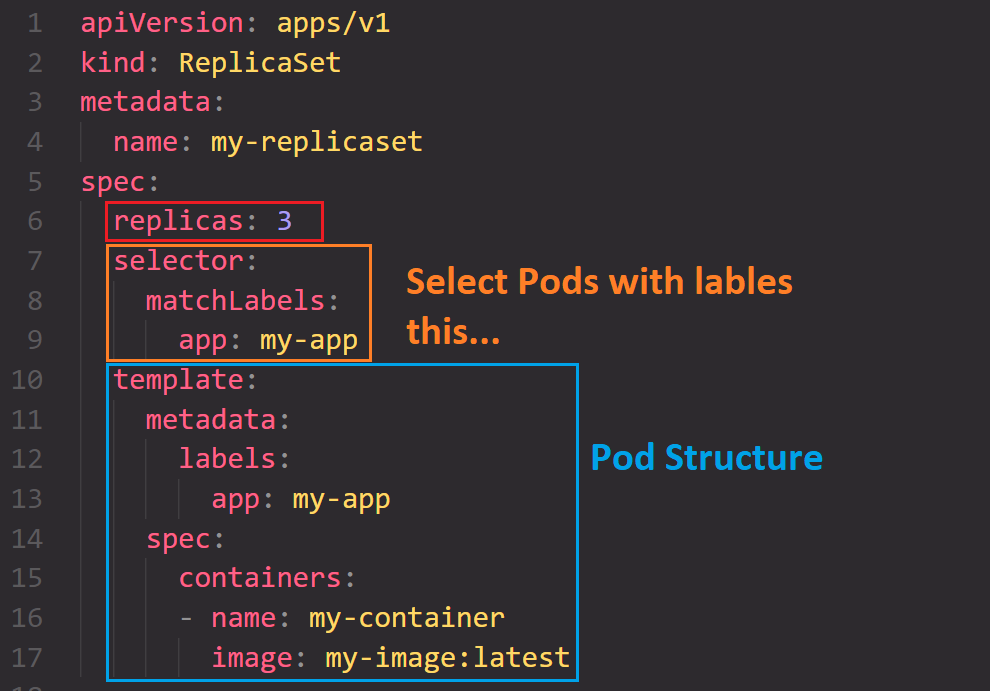 1 apiVersion: apps/v1
2 kind: ReplicaSet
3 metadata:
4   name: my-replicaset
5 spec:
6   replicas: 3
7   selector:
8     matchLabels:
9       app: my-app
Select Pods with lables
this...
10   template:
11     metadata:
12       labels:
13         app: my-app
14     spec:
15       containers:
16       - name: my-container
17         image: my-image:latest
Pod Structure